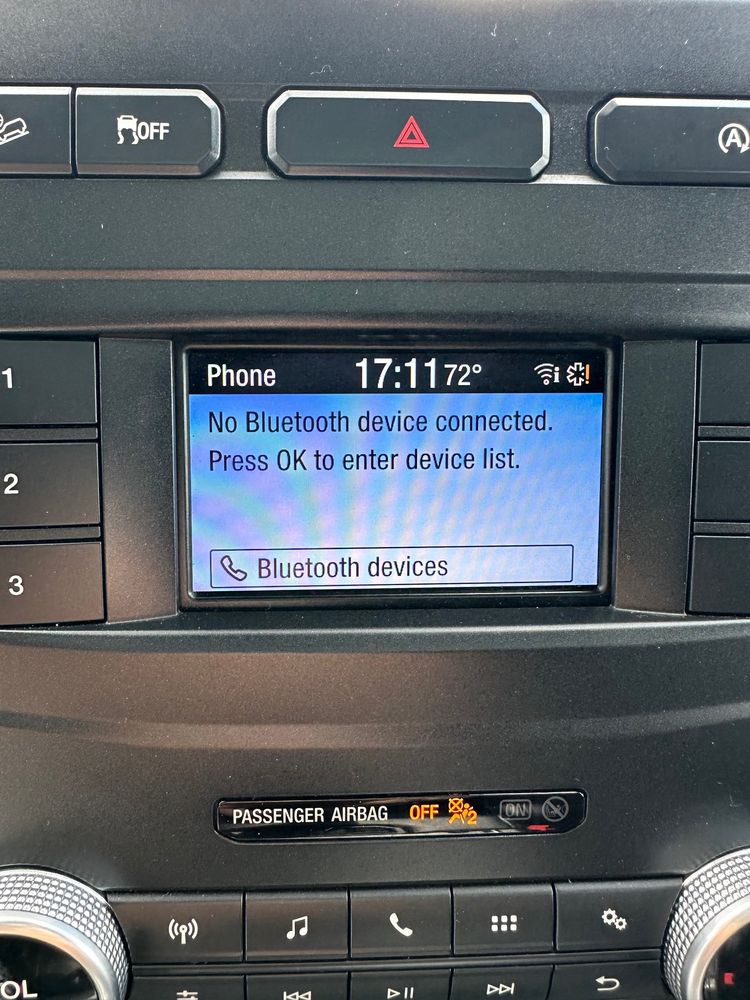 OFF
A
Phone 17:11 72° i !
No Bluetooth device connected.
Press OK to enter device list.
Bluetooth devices
1
2
3
PASSENGER AIRBAG OFF 2 ON
OL